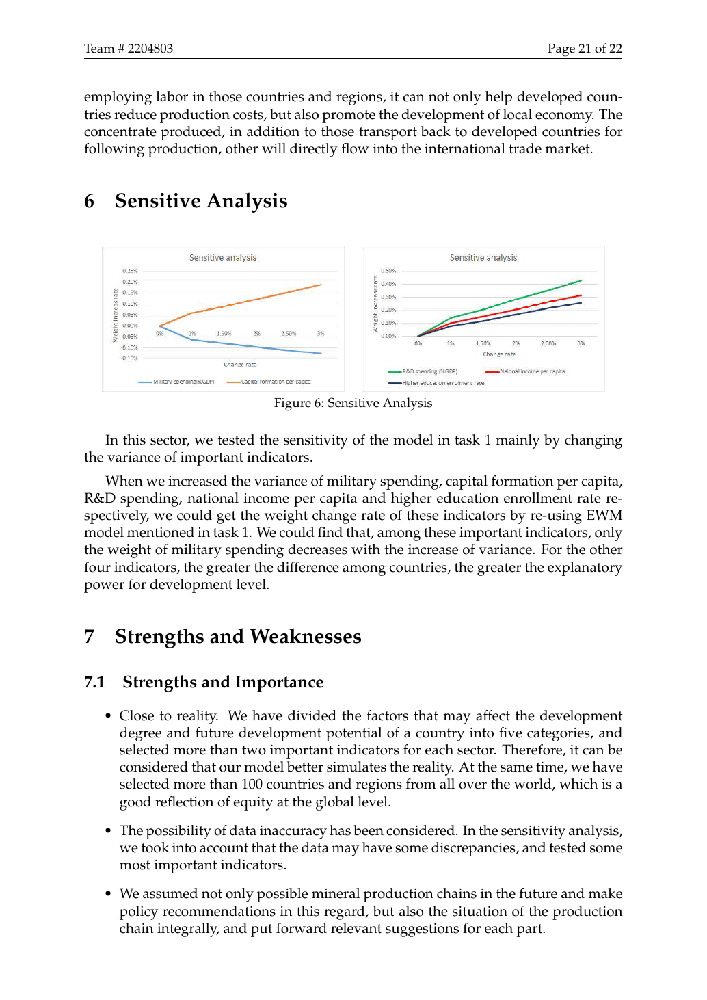 Team # 2204803 Page 21 of 22
employing labor in those countries and regions, it can not only help developed coun-
tries reduce production costs, but also promote the development of local economy. The
concentrate produced, in addition to those transport back to developed countries for
following production, other will directly flow into the international trade market.
6 Sensitive Analysis
Sensitive analysis
0.25%
0.20%
0.15%
0.10%
0.05%
0.00%
-0.05%
-0.10%
-0.15%
Weight Increas rate
0% 1% 1.50% 2% 2.50% 3%
Change rate
Military spending(%GDP) Capital formation per capita
Sensitive analysis
0.50%
0.40%
0.30%
0.20%
0.10%
0.00%
Weight Increase rate
0% 1% 1.50% 2% 2.50% 3%
Change rate
R&D spending (%GDP) Naional income per capita
Higher education enrolment rate
Figure 6: Sensitive Analysis
In this sector, we tested the sensitivity of the model in task 1 mainly by changing
the variance of important indicators.
When we increased the variance of military spending, capital formation per capita,
R&D spending, national income per capita and higher education enrollment rate re-
spectively, we could get the weight change rate of these indicators by re-using EWM
model mentioned in task 1. We could find that, among these important indicators, only
the weight of military spending decreases with the increase of variance. For the other
four indicators, the greater the difference among countries, the greater the explanatory
power for development level.
7 Strengths and Weaknesses
7.1 Strengths and Importance
• Close to reality. We have divided the factors that may affect the development
degree and future development potential of a country into five categories, and
selected more than two important indicators for each sector. Therefore, it can be
considered that our model better simulates the reality. At the same time, we have
selected more than 100 countries and regions from all over the world, which is a
good reflection of equity at the global level.
• The possibility of data inaccuracy has been considered. In the sensitivity analysis,
we took into account that the data may have some discrepancies, and tested some
most important indicators.
• We assumed not only possible mineral production chains in the future and make
policy recommendations in this regard, but also the situation of the production
chain integrally, and put forward relevant suggestions for each part.